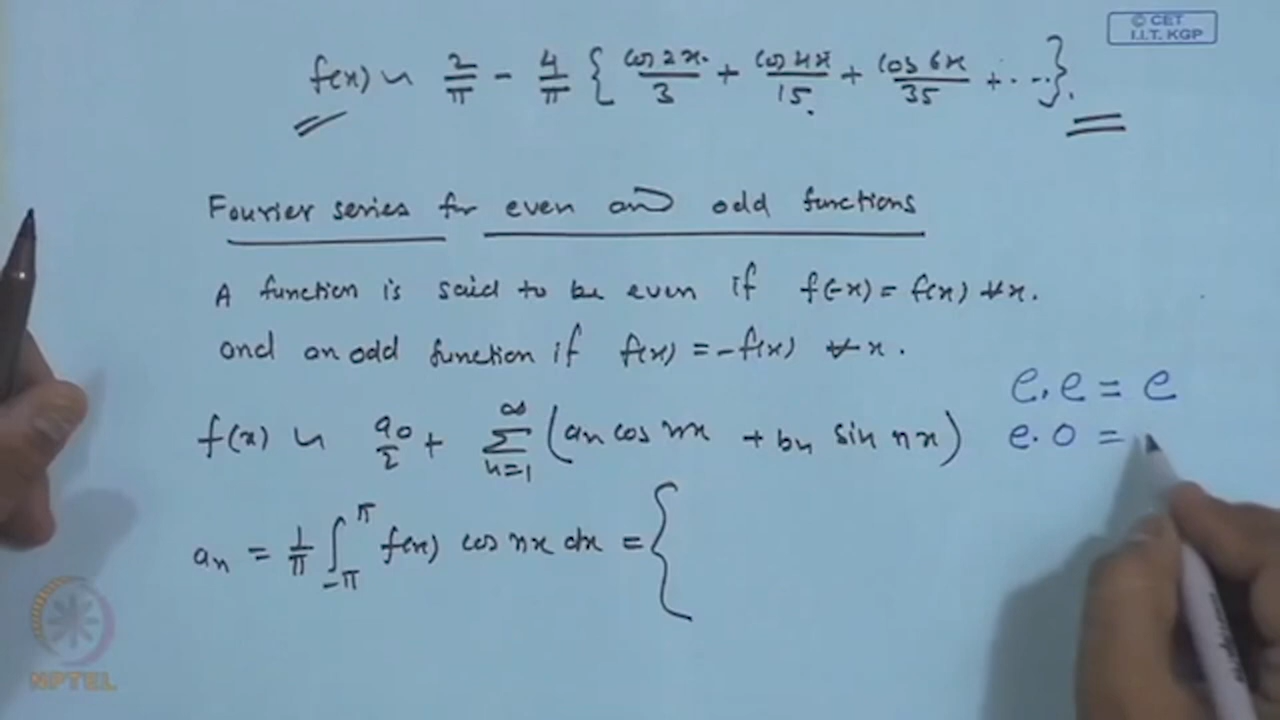 © CET
I.I.T. KGP
f(x) ~ 2/π - 4/π { cos 2x/3 + cos 4x/15 + cos 6x/35 + ... }.
Fourier series for even and odd functions
A function is said to be even if f(-x) = f(x) ∀x.
and an odd function if f(x) = -f(x) ∀x.
e.e = e
f(x) ~ a0/2 + ∑_{n=1}^{∞} (an cos nx + bn sin nx)
e.o =
an = 1/π ∫_{-π}^{π} f(x) cos nx dx = {
NPTEL